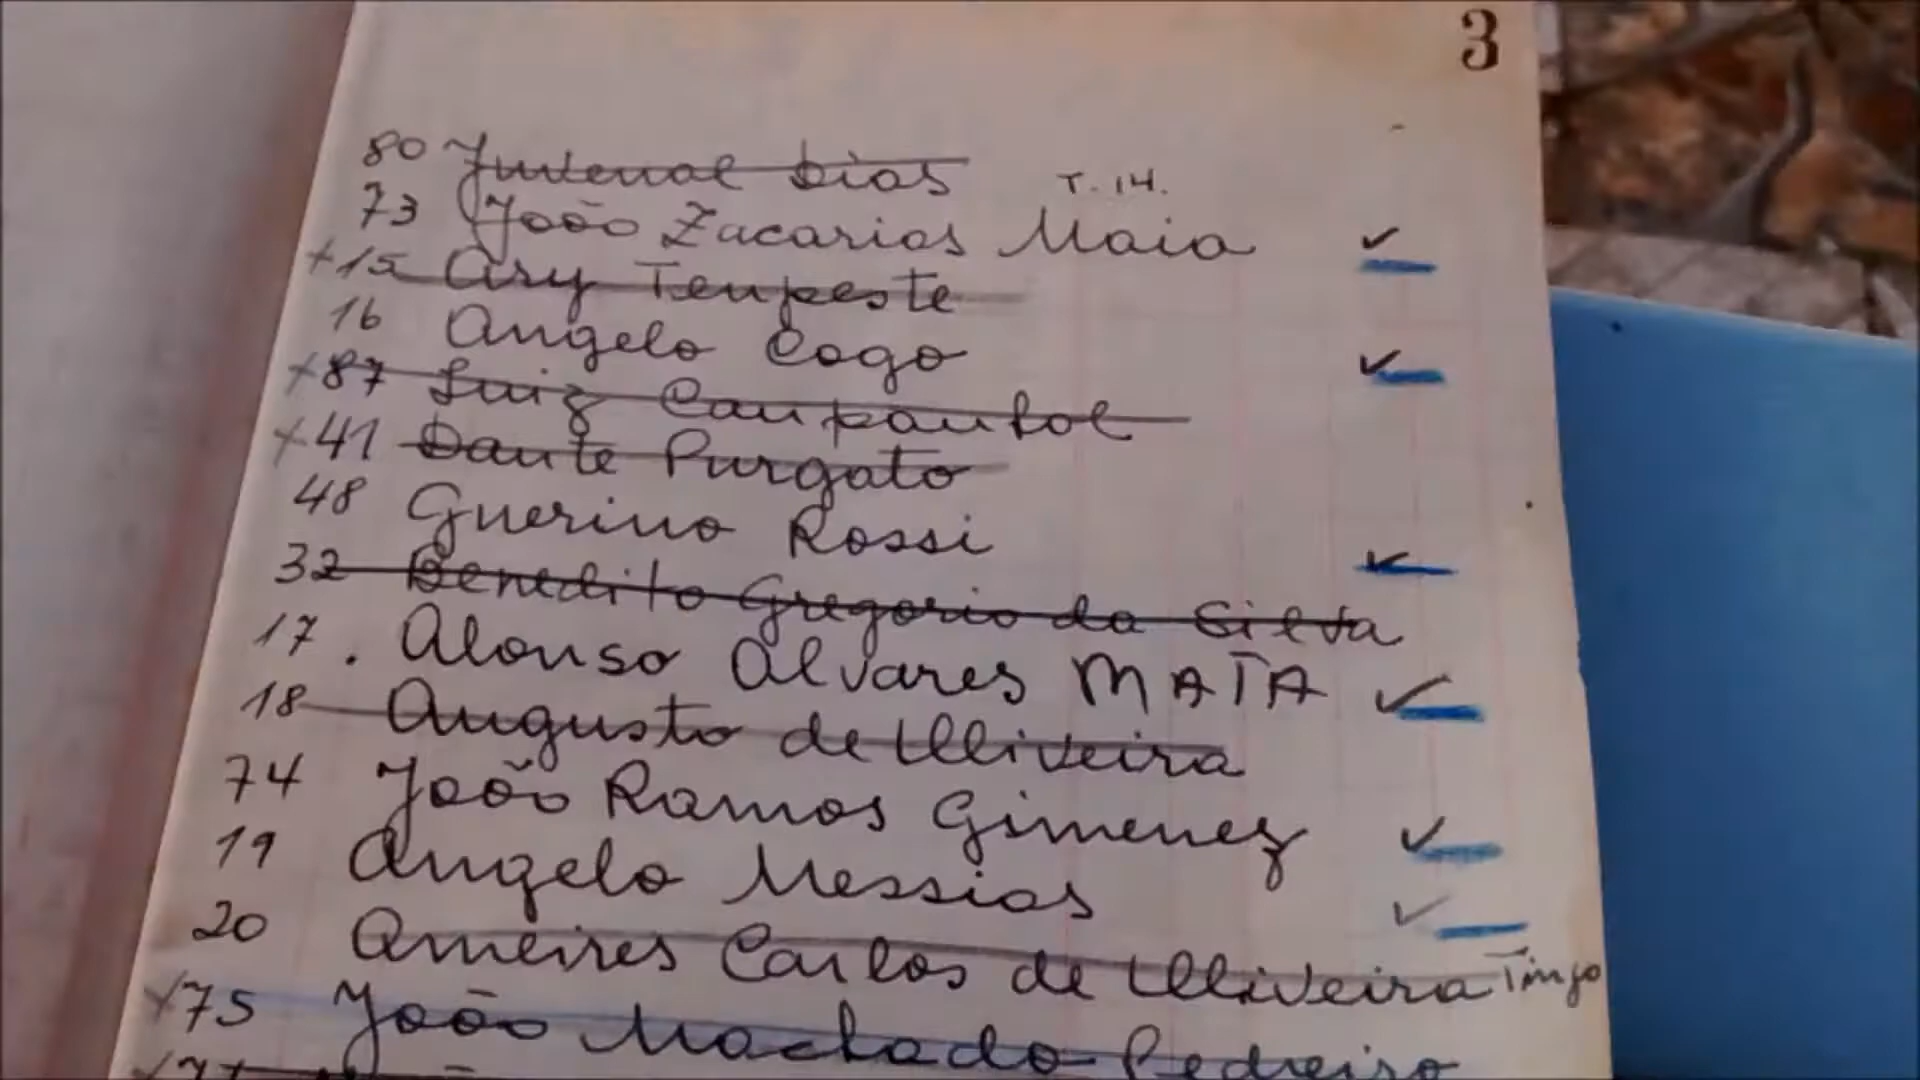 3
80 Juvenal Dias
T. 14.
73 João Zacarias Maia
+15 Ary Tempeste
16 Angelo Cogo
+87 Luiz
+41 Dante Purgato
48 Guerino Rossi
32 Benedito Gregorio da Silva
17. Alonso Alvares MATA
18 Augusto de Oliveira
74 João Ramos Gimenez
19 Angelo Messias
20 Ameires Carlos de Oliveira Tingo
+75 João Machado Pedreiro